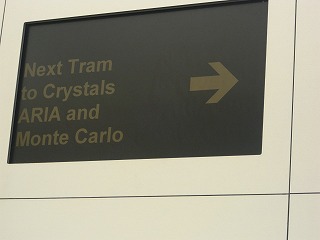 Next Tram
to Crystals
ARIA and
Monte Carlo